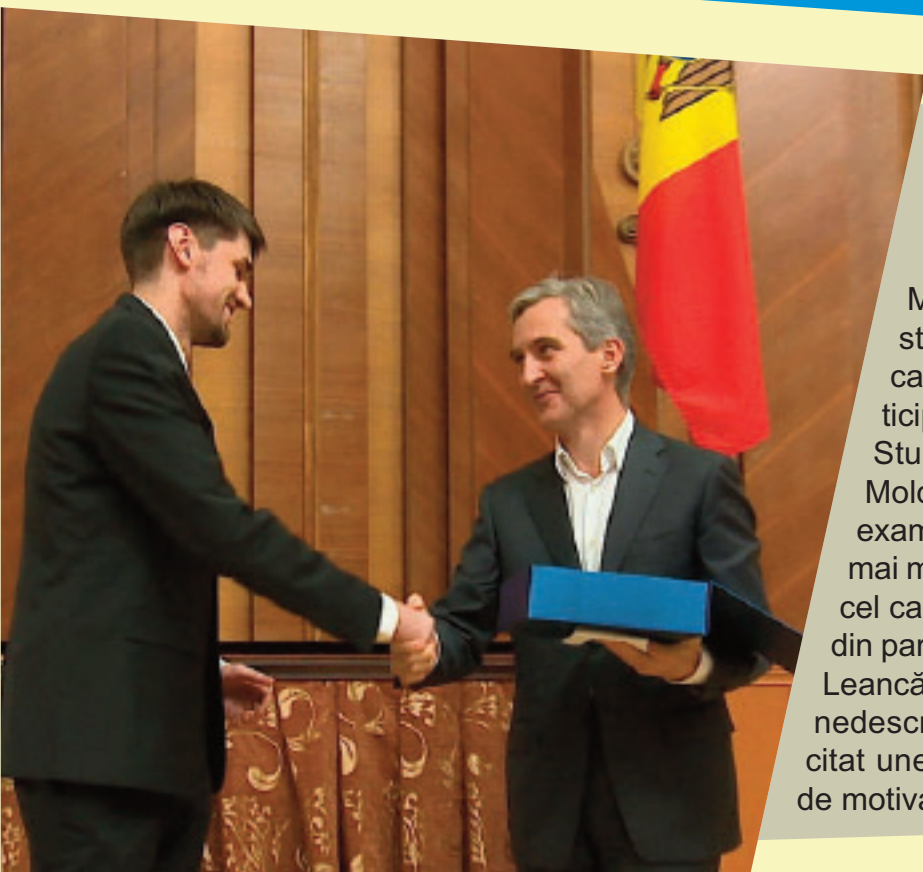 M
st
ca
tici
Stu
Mold
exam
mai m
cel ca
din par
Leancă
nedescr
citat une
de motiva